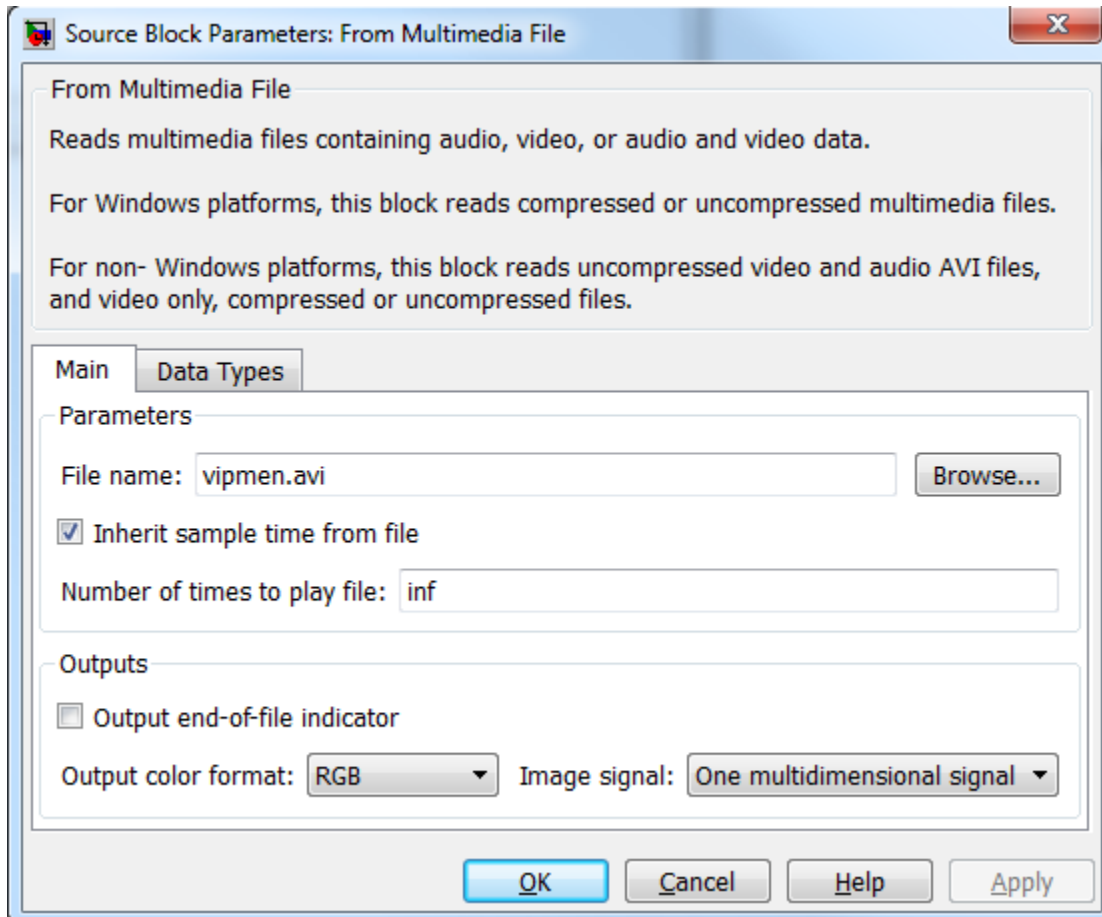 Source Block Parameters: From Multimedia File
From Multimedia File
Reads multimedia files containing audio, video, or audio and video data.
For Windows platforms, this block reads compressed or uncompressed multimedia files.
For non- Windows platforms, this block reads uncompressed video and audio AVI files,
and video only, compressed or uncompressed files.
Main Data Types
Parameters
File name: vipmen.avi Browse...
Inherit sample time from file
Number of times to play file: inf
Outputs
Output end-of-file indicator
Output color format: RGB Image signal: One multidimensional signal
OK Cancel Help Apply